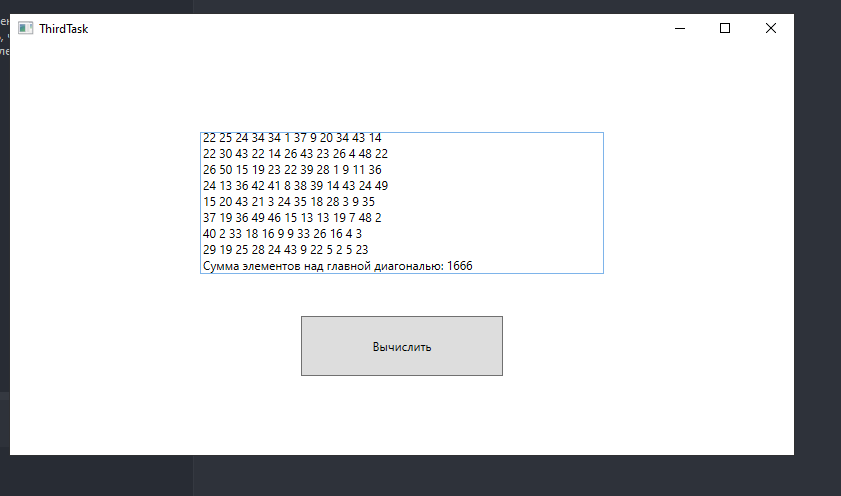 ThirdTask
22 25 24 34 34 1 37 9 20 34 43 14
22 30 43 22 14 26 43 23 26 4 48 22
26 50 15 19 23 22 39 28 1 9 11 36
24 13 36 42 41 8 38 39 14 43 24 49
15 20 43 21 3 24 35 18 28 3 9 35
37 19 36 49 46 15 13 13 19 7 48 2
40 2 33 18 16 9 9 33 26 16 4 3
29 19 25 28 24 43 9 22 5 2 5 23
Сумма элементов над главной диагональю: 1666
Вычислить